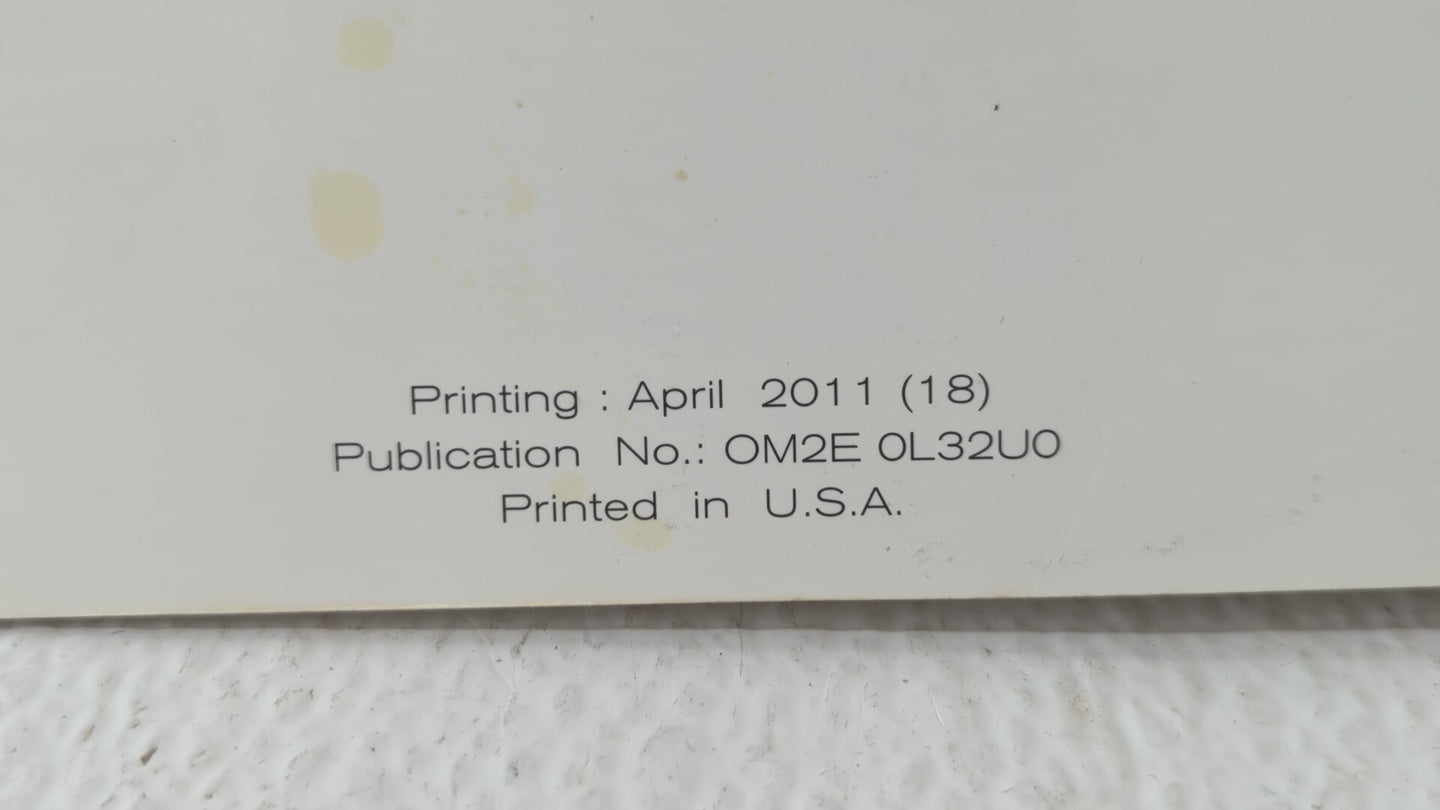 Printing : April 2011 (18)
Publication No.: OM2E 0L32U0
Printed in U.S.A.